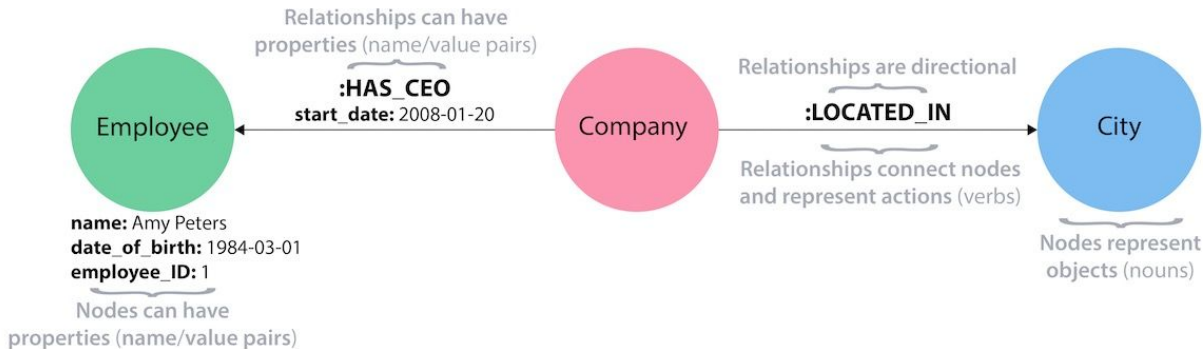 Relationships can have
properties (name/value pairs)
:HAS_CEO
start_date: 2008-01-20
Employee
name: Amy Peters
date_of_birth: 1984-03-01
employee_ID: 1
Nodes can have
properties (name/value pairs)
Company
Relationships are directional
:LOCATED_IN
Relationships connect nodes
and represent actions (verbs)
City
Nodes represent
objects (nouns)